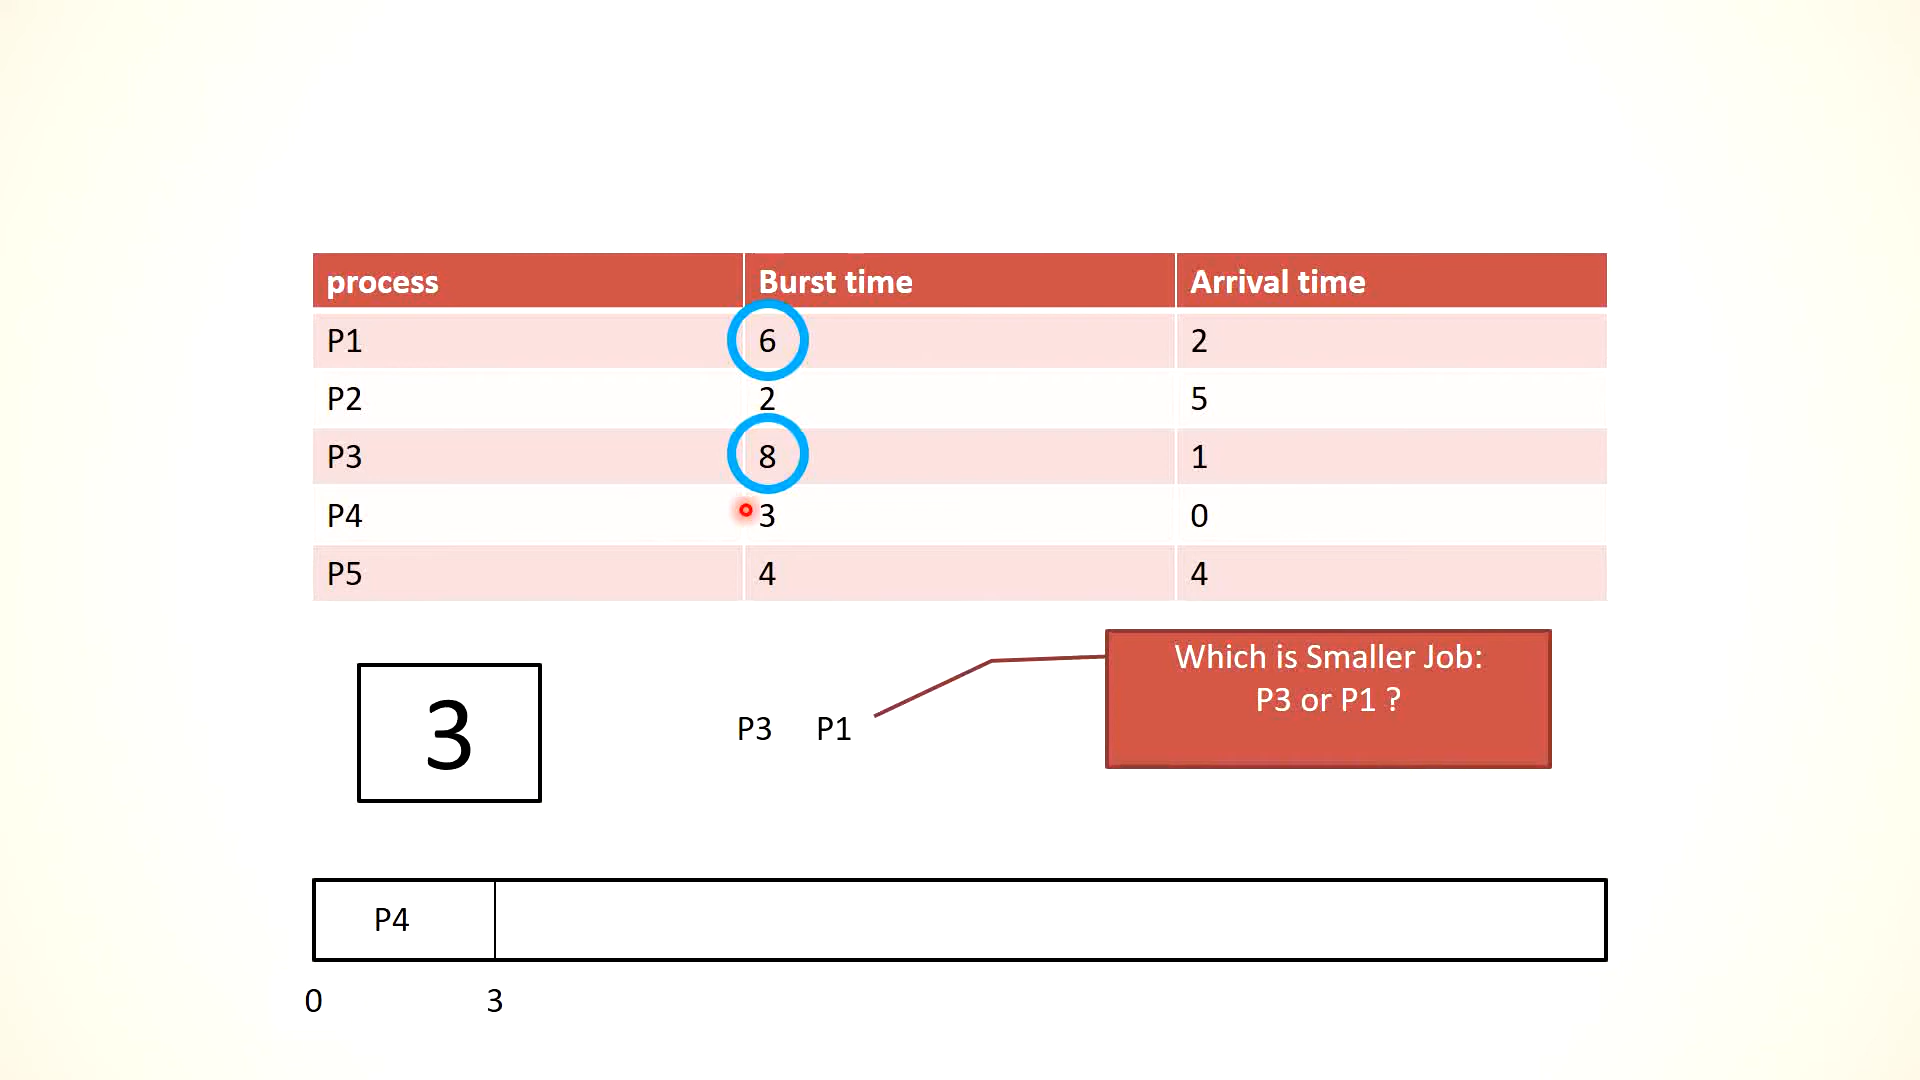 process Burst time Arrival time
P1 6 2
P2 2 5
P3 8 1
P4 3 0
P5 4 4
Which is Smaller Job:
P3 or P1 ?
3
P3 P1
P4
0 3